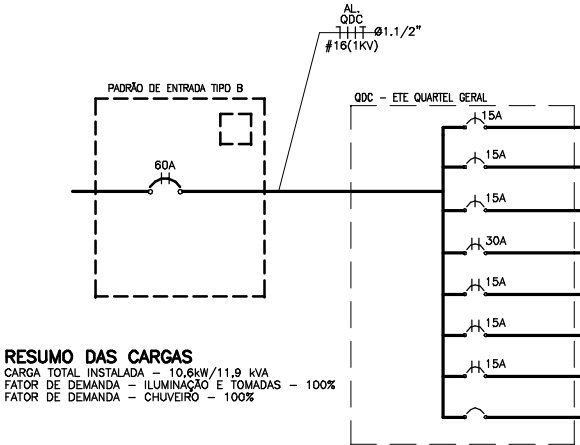 AL.
QDC
Ø1.1/2"
#16(1KV)
PADRÃO DE ENTRADA TIPO B
60A
QDC - ETE QUARTEL GERAL
15A
15A
15A
30A
15A
15A
15A
RESUMO DAS CARGAS
CARGA TOTAL INSTALADA - 10,6kW/11,9 kVA
FATOR DE DEMANDA - ILUMINAÇÃO E TOMADAS - 100%
FATOR DE DEMANDA - CHUVEIRO - 100%